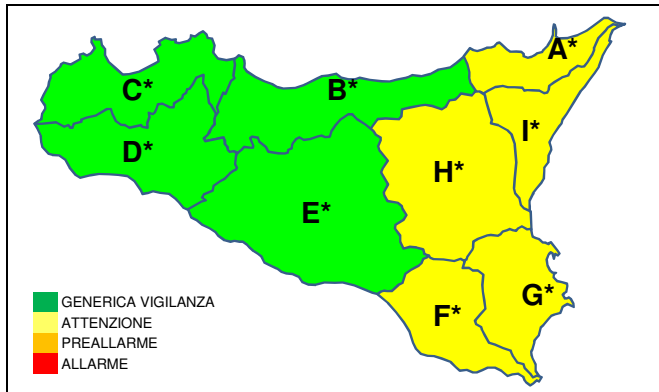 A*
B*
C*
I*
D*
H*
E*
G*
F*
GENERICA VIGILANZA
ATTENZIONE
PREALLARME
ALLARME